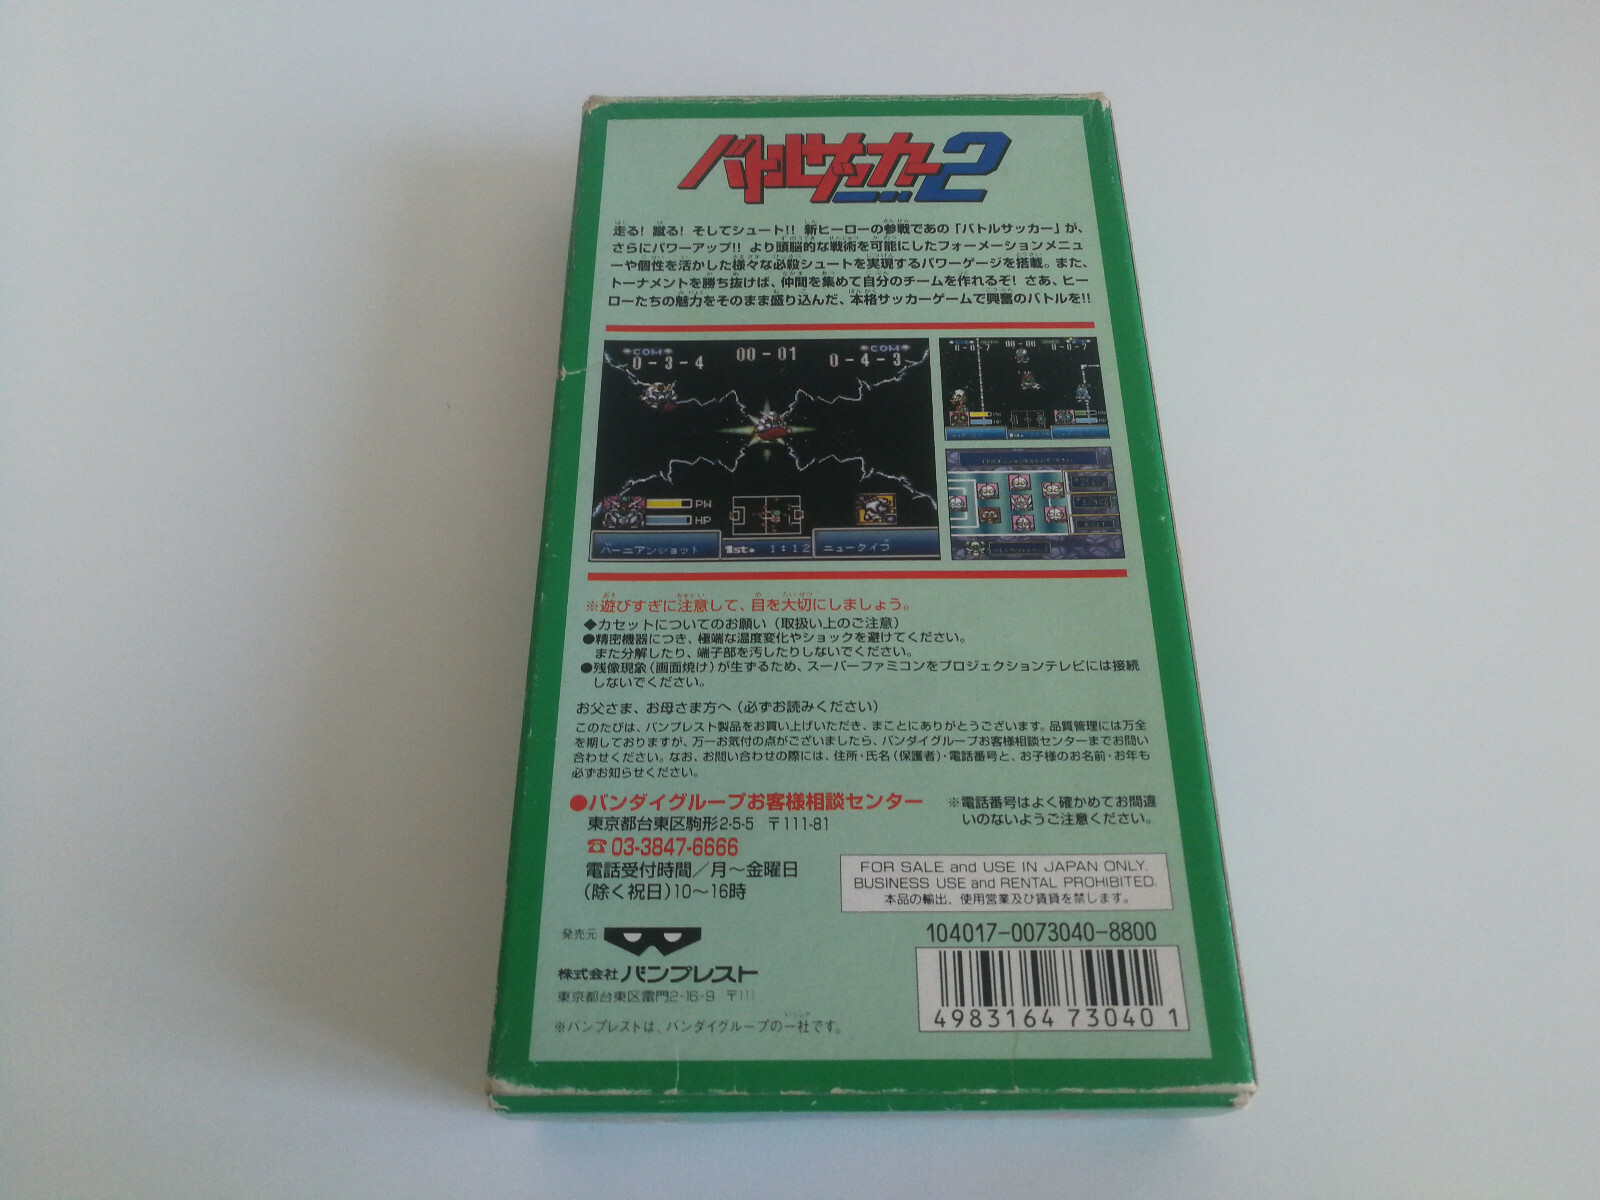 バトルサッカー2
走る! 蹴る! そしてシュート!! 新ヒーローの参戦であの「バトルサッカー」が、
さらにパワーアップ!! より頭脳的な戦術を可能にしたフォーメーションメニュ
ーや個性を活かした様々な必殺シュートを実現するパワーゲージを搭載。また、
トーナメントを勝ち抜けば、仲間を集めて自分のチームを作れるぞ! さあ、ヒー
ローたちの魅力をそのまま盛り込んだ、本格サッカーゲームで興奮のバトルを!!
COM 00-01 COM
0-3-4 0-4-3
PW
HP
バーニアンショット 1st. 1:12 ニュータイプ
00-00
※遊びすぎに注意して、目を大切にしましょう。
◆カセットについてのお願い(取扱い上のご注意)
●精密機器につき、極端な温度変化やショックを避けてください。
また分解したり、端子部を汚したりしないでください。
●残像現象(画面焼け)が生ずるため、スーパーファミコンをプロジェクションテレビには接続
しないでください。
お父さま、お母さま方へ(必ずお読みください)
このたびは、バンプレスト製品をお買い上げいただき、まことにありがとうございます。品質管理には万全
を期しておりますが、万一お気付の点がございましたら、バンダイグループお客様相談センターまでお問い
合わせください。なお、お問い合わせの際には、住所・氏名(保護者)・電話番号と、お子様のお名前・お年も
必ずお知らせください。
●バンダイグループお客様相談センター
東京都台東区駒形2-5-5 〒111-81
☎03-3847-6666
電話受付時間/月〜金曜日
(除く祝日)10〜16時
※電話番号はよく確かめてお間違
いのないようご注意ください。
FOR SALE and USE IN JAPAN ONLY.
BUSINESS USE and RENTAL PROHIBITED.
本品の輸出、使用営業及び賃貸を禁じます。
発売元
株式会社バンプレスト
東京都台東区雷門2-16-9 〒111
※バンプレストは、バンダイグループの一社です。
104017-0073040-8800
4983164 73040 1